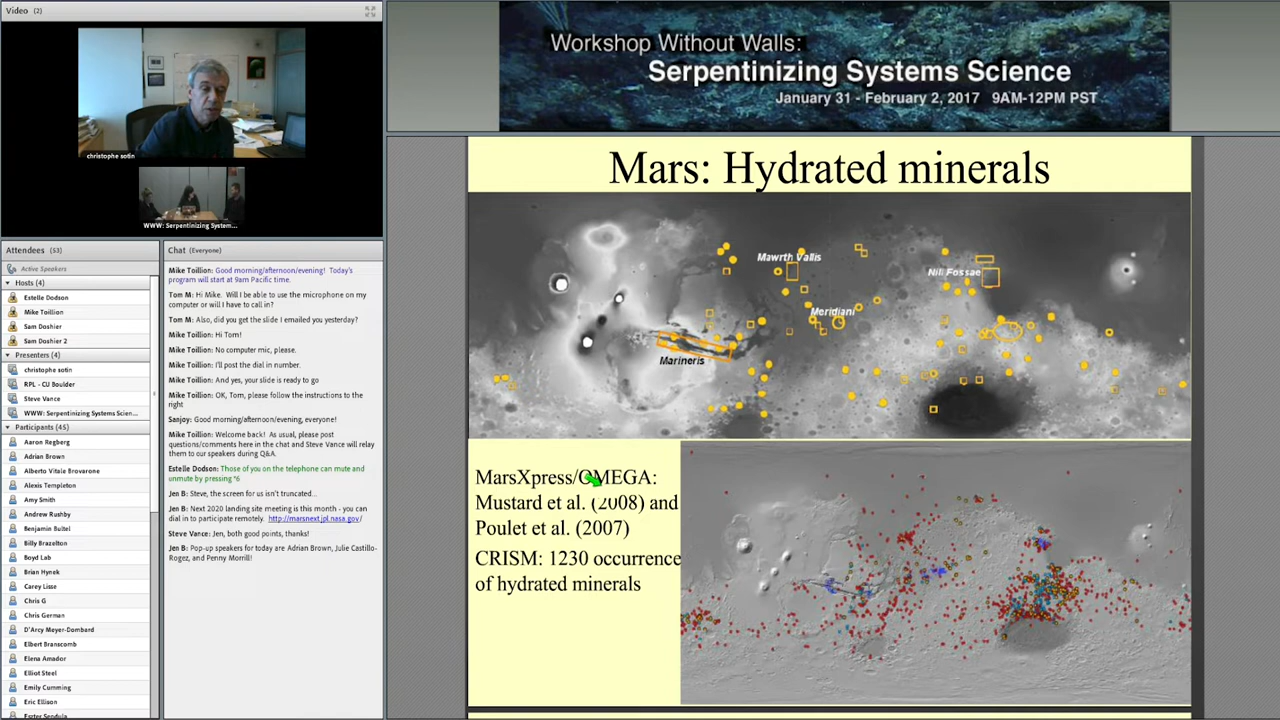 Video (2)
christophe sotin
WWW: Serpentinizing System...
Attendees (53)
Active Speakers
Hosts (4)
Estelle Dodson
Mike Toillion
Sam Doshier
Sam Doshier 2
Presenters (4)
christophe sotin
RPL - CU Boulder
Steve Vance
WWW: Serpentinizing Systems Scien...
Participants (45)
Aaron Regberg
Adrian Brown
Alberto Vitale Brovarone
Alexis Templeton
Amy Smith
Andrew Rushby
Benjamin Bultel
Billy Brazelton
Boyd Lab
Brian Hynek
Carey Lisse
Chris G
Chris German
D'Arcy Meyer-Dombard
Elbert Branscomb
Elena Amador
Elliot Steel
Emily Cumming
Eric Ellison
Chat (Everyone)
Mike Toillion: Good morning/afternoon/evening! Today's
program will start at 9am Pacific time.
Tom M: Hi Mike. Will I be able to use the microphone on my
computer or will I have to call in?
Tom M: Also, did you get the slide I emailed you yesterday?
Mike Toillion: Hi Tom!
Mike Toillion: No computer mic, please.
Mike Toillion: I'll post the dial in number.
Mike Toillion: And yes, your slide is ready to go
Mike Toillion: OK, Tom, please follow the instructions to the
right
Sanjoy: Good morning/afternoon/evening, everyone!
Mike Toillion: Welcome back! As usual, please post
questions/comments here in the chat and Steve Vance will relay
them to our speakers during Q&A.
Estelle Dodson: Those of you on the telephone can mute and
unmute by pressing *6
Jen B: Steve, the screen for us isn't truncated...
Jen B: Next 2020 landing site meeting is this month - you can
dial in to participate remotely. http://marsnext.jpl.nasa.gov/
Steve Vance: Jen, both good points, thanks!
Jen B: Pop-up speakers for today are Adrian Brown, Julie Castillo-
Rogez, and Penny Morrill!
Workshop Without Walls:
Serpentinizing Systems Science
January 31 - February 2, 2017 9AM-12PM PST
Mars: Hydrated minerals
Mawrth Vallis
Nili Fossae
Meridiani
Marineris
MarsXpress/OMEGA:
Mustard et al. (2008) and
Poulet et al. (2007)
CRISM: 1230 occurrence
of hydrated minerals